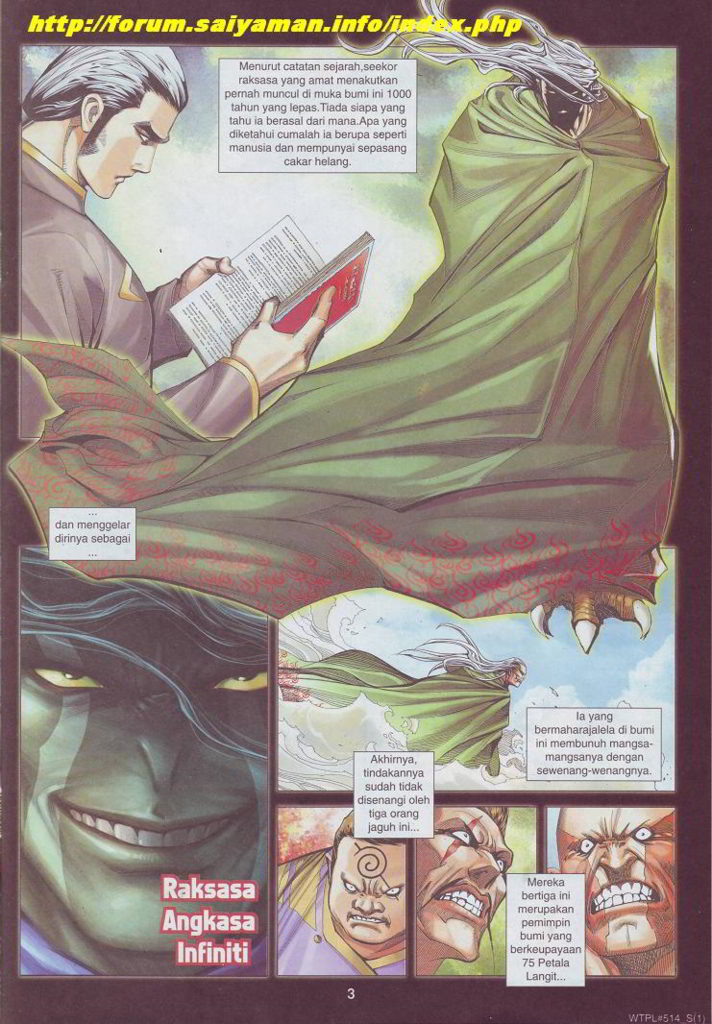 http://forum.saiyaman.info/index.php
Menurut catatan sejarah,seekor
raksasa yang amat menakutkan
pernah muncul di muka bumi ini 1000
tahun yang lepas.Tiada siapa yang
tahu ia berasal dari mana.Apa yang
diketahui cumalah ia berupa seperti
manusia dan mempunyai sepasang
cakar helang.
...
dan menggelar
dirinya sebagai
...
Raksasa
Angkasa
Infiniti
Ia yang
bermaharajalela di bumi
ini membunuh mangsa-
mangsanya dengan
sewenang-wenangnya.
Akhirnya,
tindakannya
sudah tidak
disenangi oleh
tiga orang
jaguh ini...
Mereka
bertiga ini
merupakan
pemimpin
bumi yang
berkeupayaan
75 Petala
Langit...
3
WTPL#514_S(1)